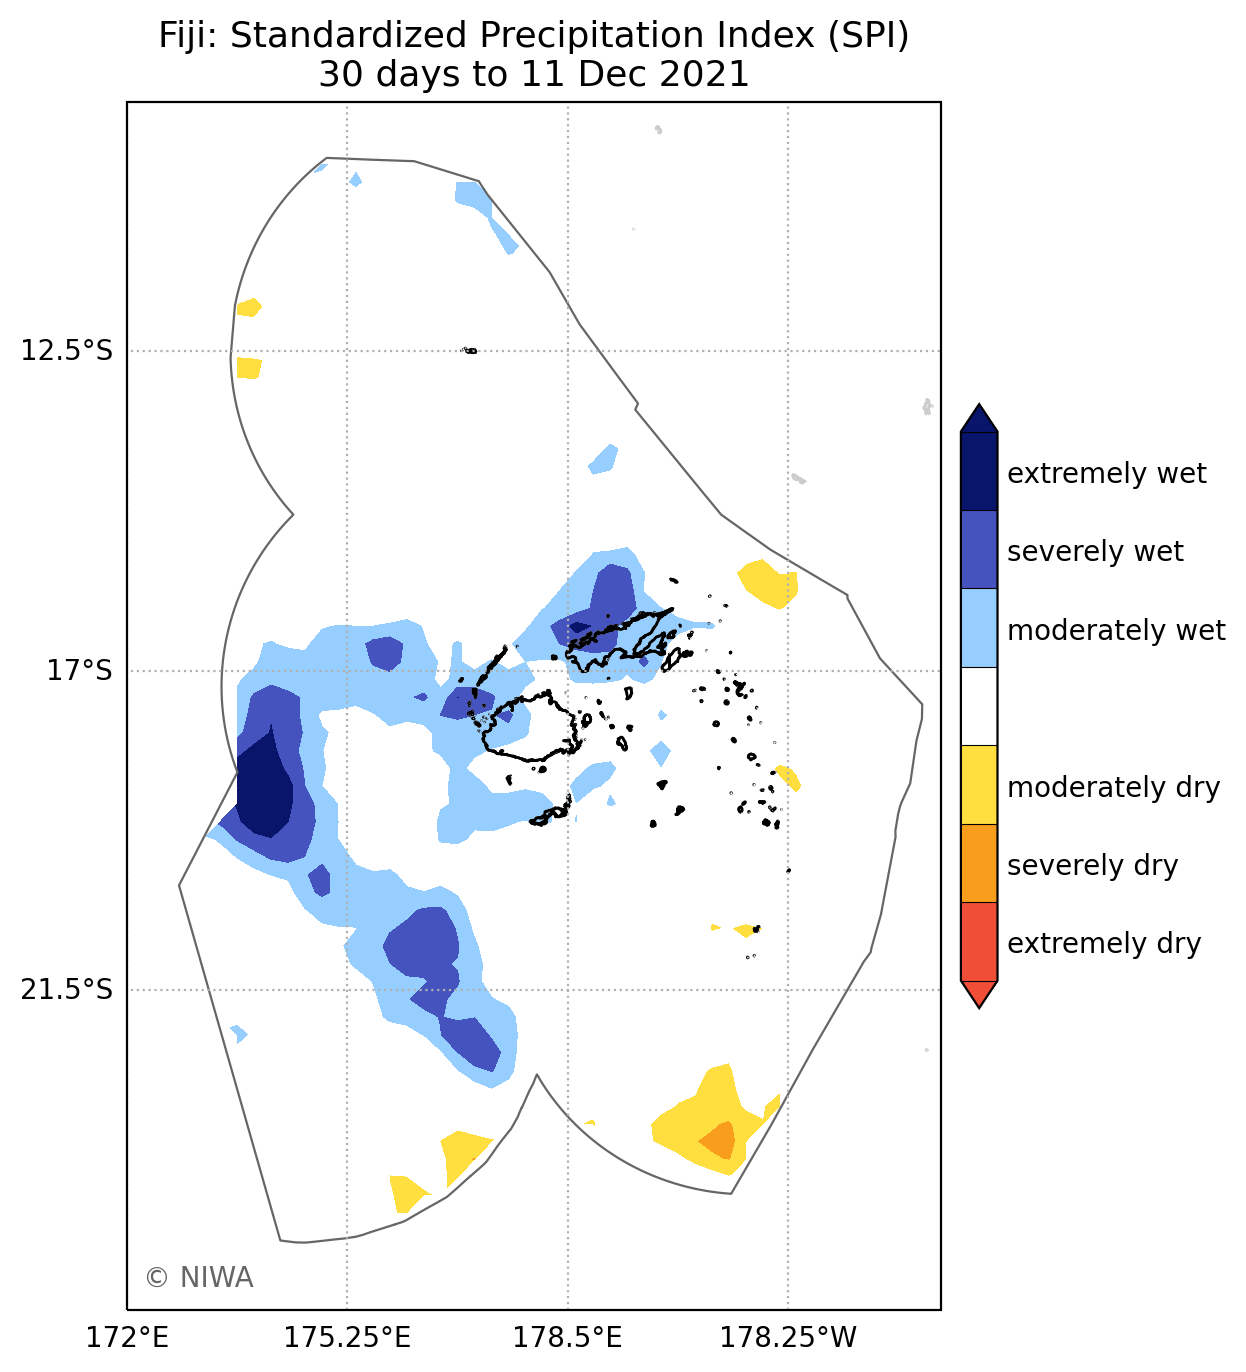 Fiji: Standardized Precipitation Index (SPI)
30 days to 11 Dec 2021
12.5°S
17°S
21.5°S
172°E
175.25°E
178.5°E
178.25°W
extremely wet
severely wet
moderately wet
moderately dry
severely dry
extremely dry
© NIWA